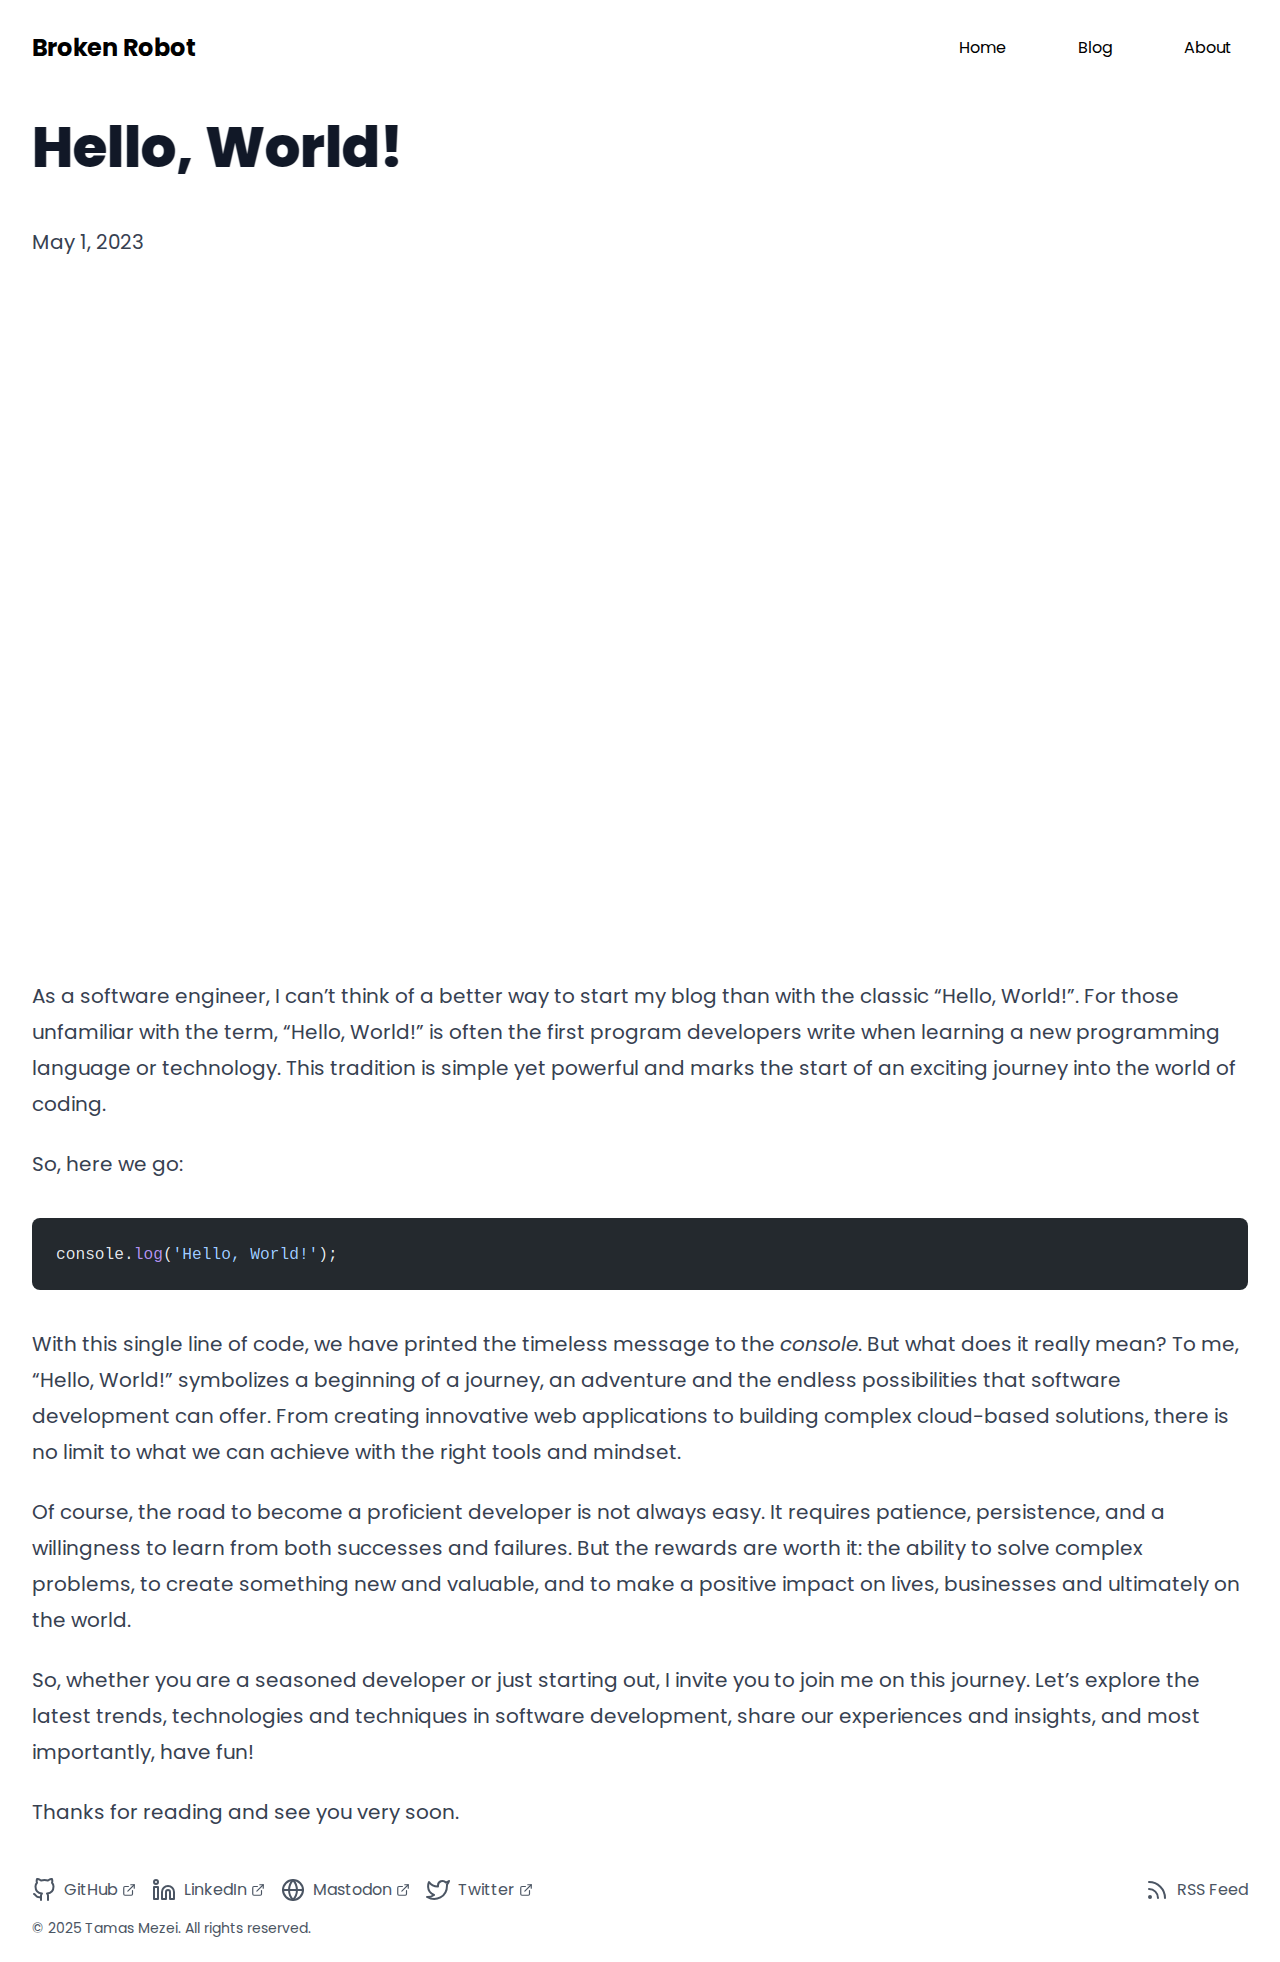 Broken Robot
Home
Blog
About
Hello, World!
May 1, 2023
As a software engineer, I can’t think of a better way to start my blog than with the classic “Hello, World!”. For those
unfamiliar with the term, “Hello, World!” is often the first program developers write when learning a new programming
language or technology. This tradition is simple yet powerful and marks the start of an exciting journey into the world of
coding.
So, here we go:
console.log('Hello, World!');
With this single line of code, we have printed the timeless message to the console. But what does it really mean? To me,
“Hello, World!” symbolizes a beginning of a journey, an adventure and the endless possibilities that software
development can offer. From creating innovative web applications to building complex cloud-based solutions, there is
no limit to what we can achieve with the right tools and mindset.
Of course, the road to become a proficient developer is not always easy. It requires patience, persistence, and a
willingness to learn from both successes and failures. But the rewards are worth it: the ability to solve complex
problems, to create something new and valuable, and to make a positive impact on lives, businesses and ultimately on
the world.
So, whether you are a seasoned developer or just starting out, I invite you to join me on this journey. Let’s explore the
latest trends, technologies and techniques in software development, share our experiences and insights, and most
importantly, have fun!
Thanks for reading and see you very soon.
GitHub
LinkedIn
Mastodon
Twitter
RSS Feed
© 2025 Tamas Mezei. All rights reserved.